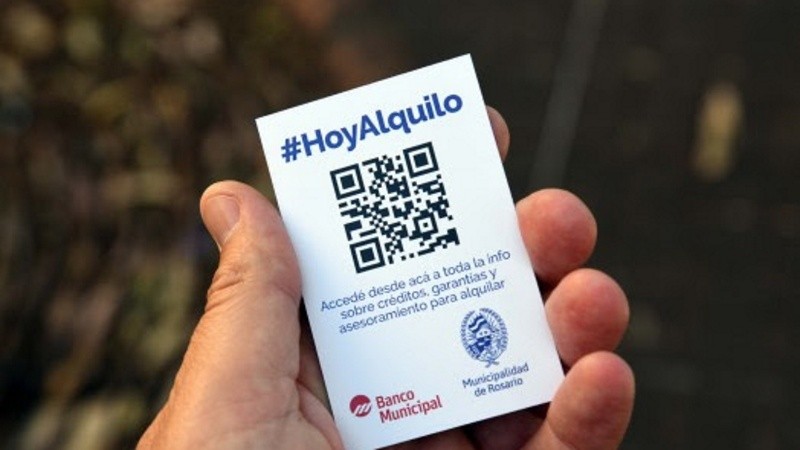 #HoyAlquilo
Accedé desde acá a toda la info
sobre créditos, garantías y
asesoramiento para alquilar
Municipalidad
de Rosario
Banco
Municipal